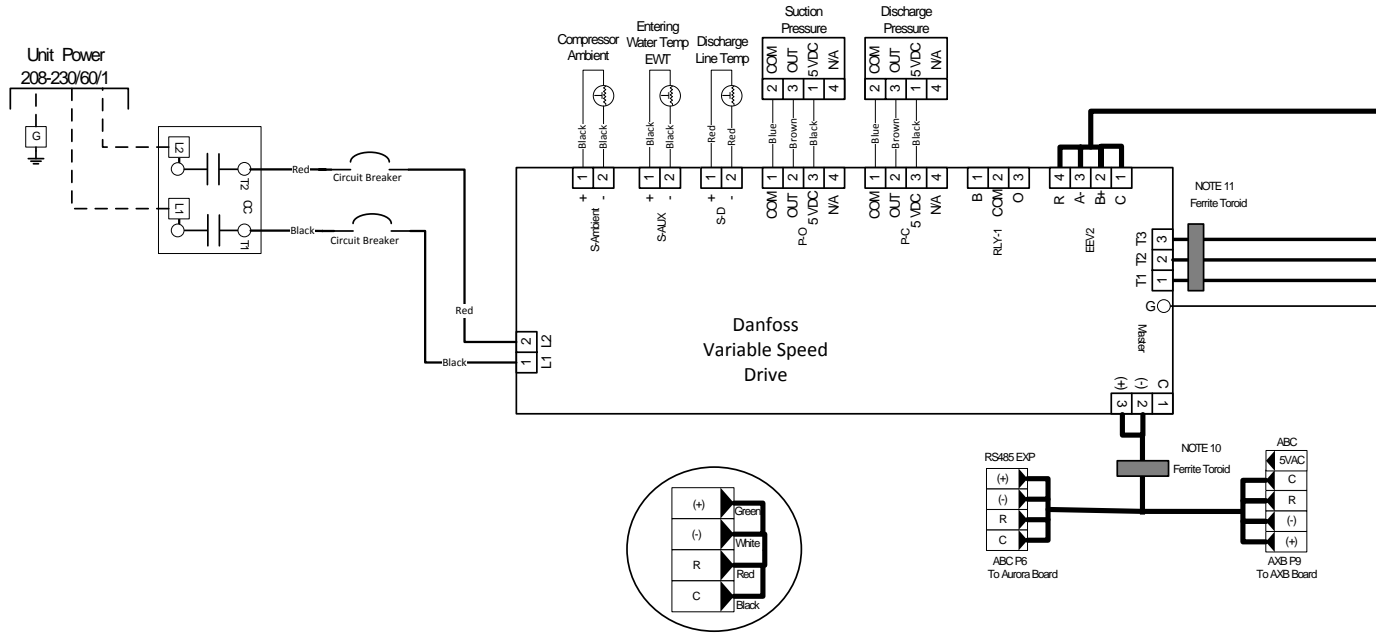 Unit Power
208-230/60/1
G
L2
L1
T2
CC
T1
Red
Circuit Breaker
Black
Circuit Breaker
Red
Black
Compressor
Ambient
Entering
Water Temp
EWT
Discharge
Line Temp
Suction
Pressure
Discharge
Pressure
COM OUT 5 VDC N/A
2 3 1 4
COM OUT 5 VDC N/A
2 3 1 4
Black Black
Black Black
Red Red
Blue Brown Black
Blue Brown Black
1 2
+ -
S-Ambient
1 2
+ -
S-AUX
1 2
+ -
S-D
1 2 3 4
COM OUT 5 VDC N/A
P-O
1 2 3 4
COM OUT 5 VDC N/A
P-C
1 2 3
B COM O
RLY-1
4 3 2 1
R A- B+ C
EEV2
NOTE 11
Ferrite Toroid
T3 3
T2 2
T1 1
G
Master
2 L2
1 L1
Danfoss
Variable Speed
Drive
(+) (-) C
3 2 1
NOTE 10
Ferrite Toroid
RS485 EXP
(+)
(-)
R
C
ABC P6
To Aurora Board
ABC
5VAC
C
R
(-)
(+)
AXB P9
To AXB Board
(+)
Green
(-)
White
R
Red
C
Black